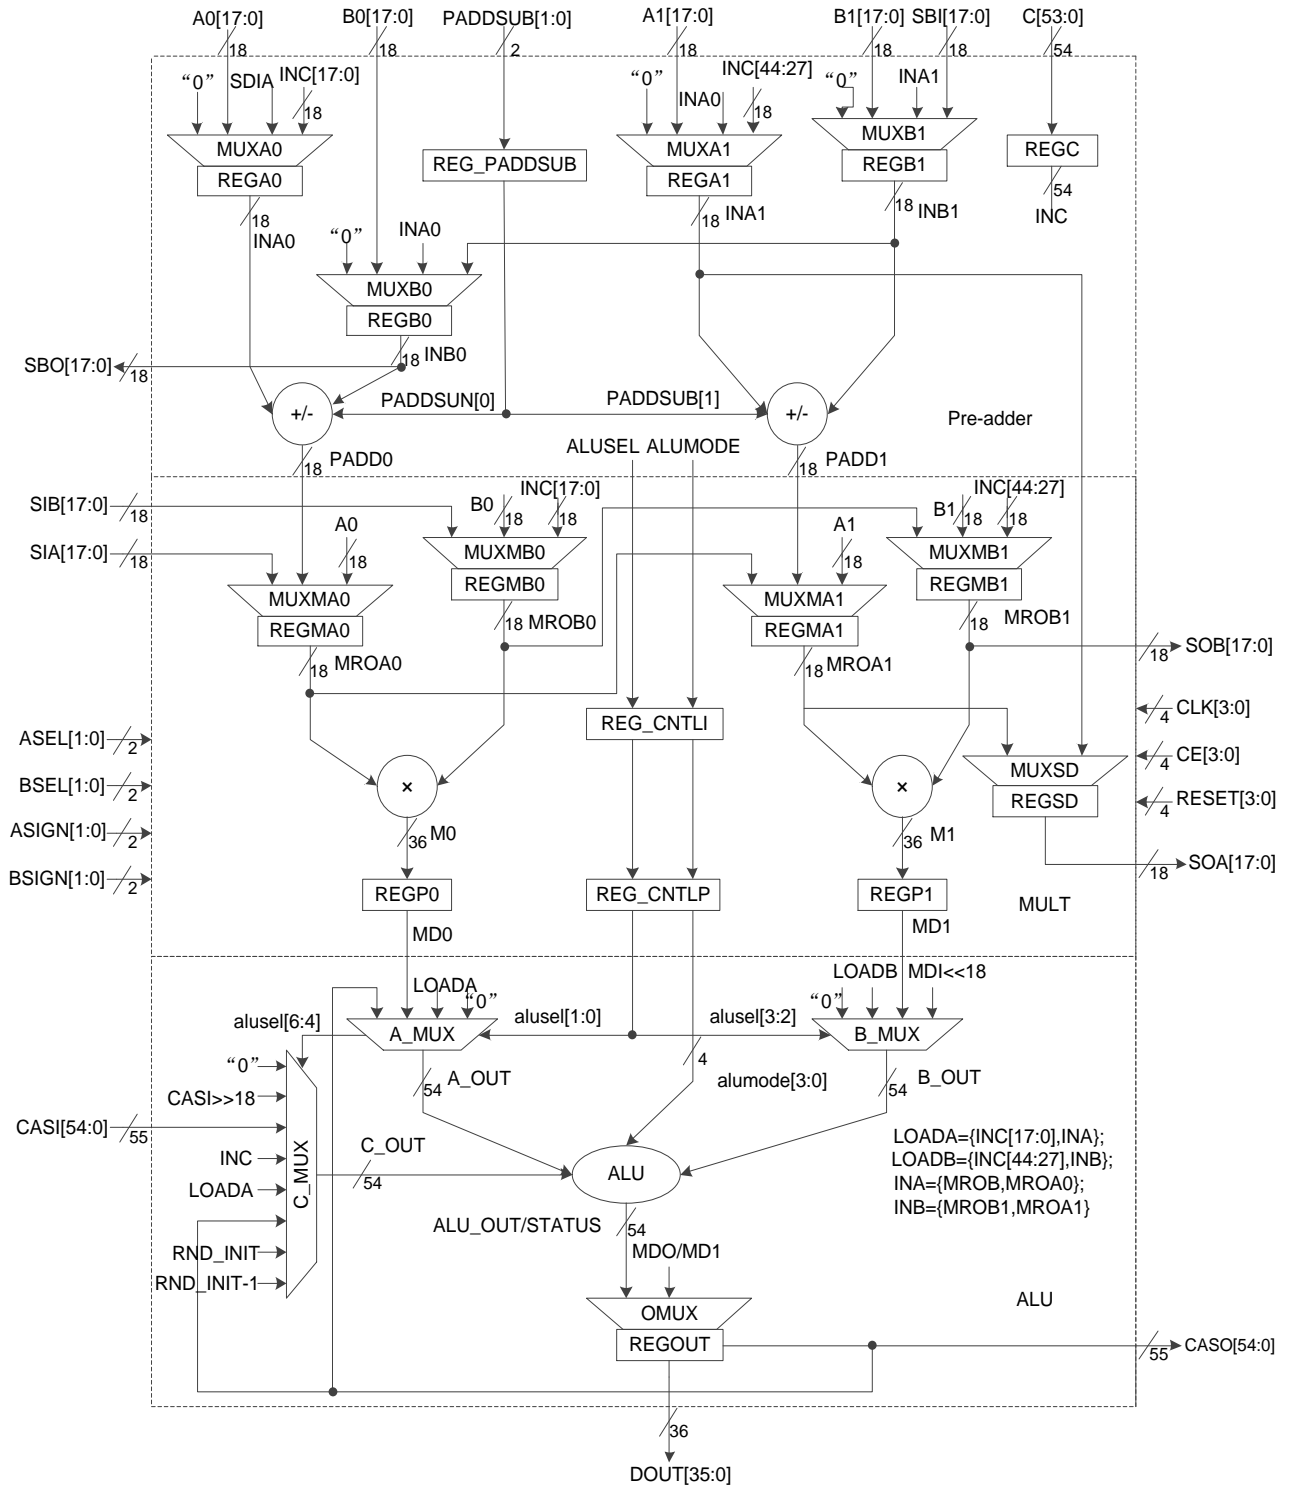 A0[17:0] B0[17:0] PADDSUB[1:0] A1[17:0] B1[17:0] SBI[17:0] C[53:0]
18 18 2 18 18 18 54
“0” SDIA INC[17:0] 18
“0” INA0 INC[44:27] 18
“0” INA1
MUXA0
REGA0
REG_PADDSUB
MUXA1
REGA1
MUXB1
REGB1
REGC
18 INA0
18 INA1
18 INB1
54
INC
“0” INA0
MUXB0
REGB0
18 INB0
SBO[17:0] 18
+/- PADDSUN[0] PADDSUB[1] +/-
Pre-adder
18 PADD0
ALUSEL ALUMODE
18 PADD1
SIB[17:0] 18
B0 18 INC[17:0] 18
B1 18 INC[44:27] 18
SIA[17:0] 18
A0 18
A1 18
MUXMB0
REGMB0
MUXMB1
REGMB1
MUXMA0
REGMA0
MUXMA1
REGMA1
18 MROB0
18 MROB1
18 MROA0
18 MROA1
18 SOB[17:0]
REG_CNTLI
4 CLK[3:0]
ASEL[1:0] 2
4 CE[3:0]
BSEL[1:0] 2
× ×
MUXSD
REGSD
4 RESET[3:0]
ASIGN[1:0] 2
36 M0
36 M1
18 SOA[17:0]
BSIGN[1:0] 2
REGP0 REG_CNTLP REGP1
MULT
MD0 MD1
LOADA “0”
“0” LOADB MDI<<18
alusel[6:4] A_MUX alusel[1:0] alusel[3:2] B_MUX
“0”
54 A_OUT
4 alumode[3:0]
54 B_OUT
CASI>>18
CASI[54:0] 55
INC
LOADA
RND_INIT
RND_INIT-1
C_MUX
C_OUT
54
ALU
LOADA={INC[17:0],INA};
LOADB={INC[44:27],INB};
INA={MROB,MROA0};
INB={MROB1,MROA1}
ALU_OUT/STATUS 54
MDO/MD1
OMUX
REGOUT
ALU
55 CASO[54:0]
36
DOUT[35:0]